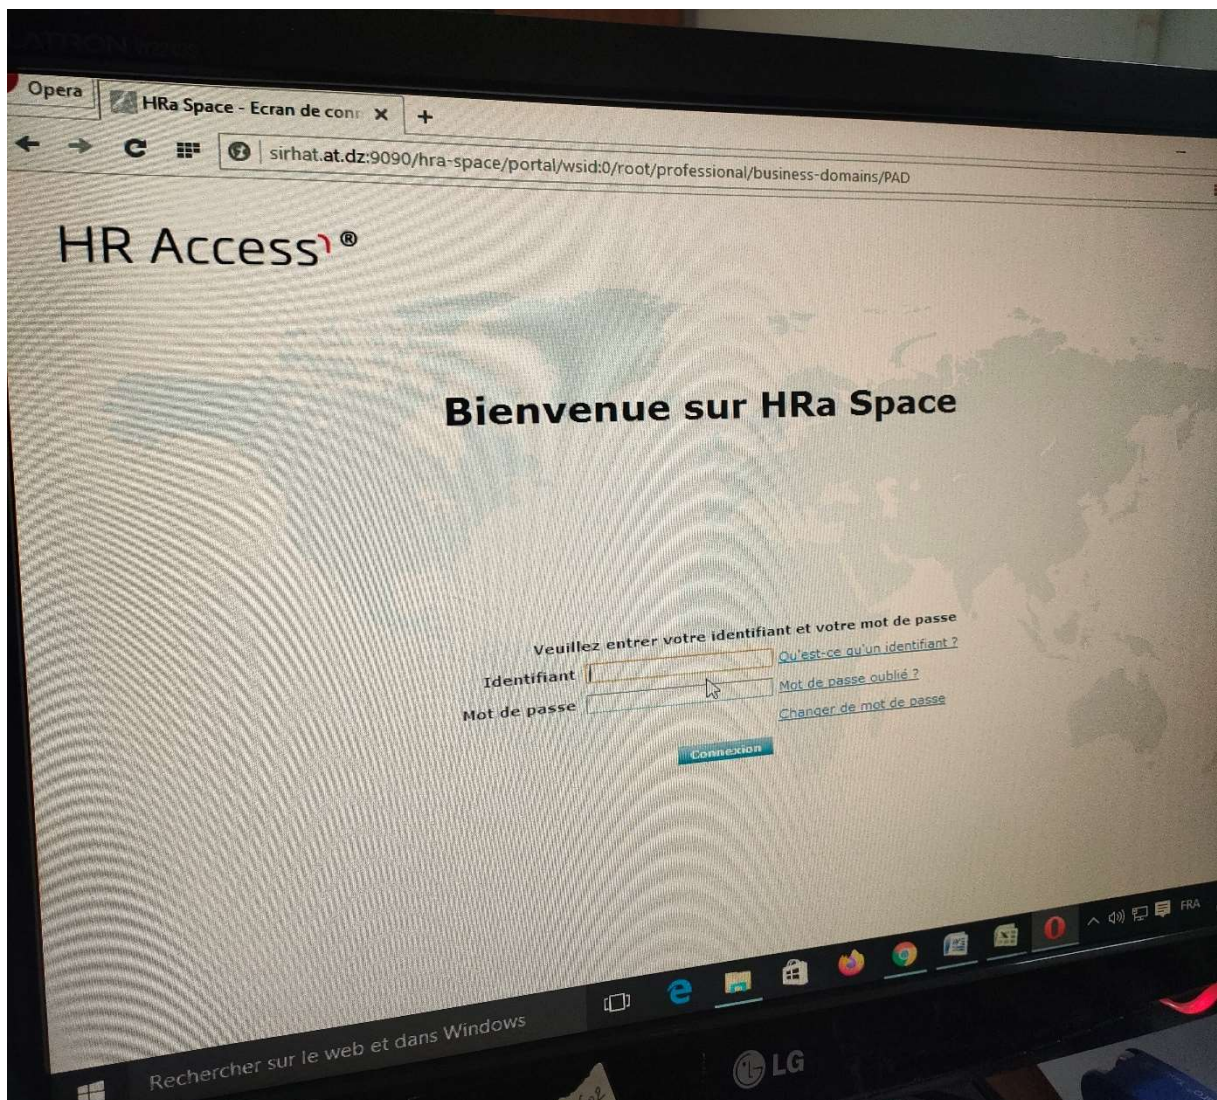 Opera
HRa Space - Ecran de con
sirhat.at.dz:9090/hra-space/portal/wsid:0/root/professional/business-domains/PAD
HR Access ®
Bienvenue sur HRa Space
Veuillez entrer votre identifiant et votre mot de passe
Identifiant
Qu'est-ce qu'un identifiant ?
Mot de passe
Mot de passe oublié ?
Changer de mot de passe
Connexion
FRA
Rechercher sur le web et dans Windows
LG